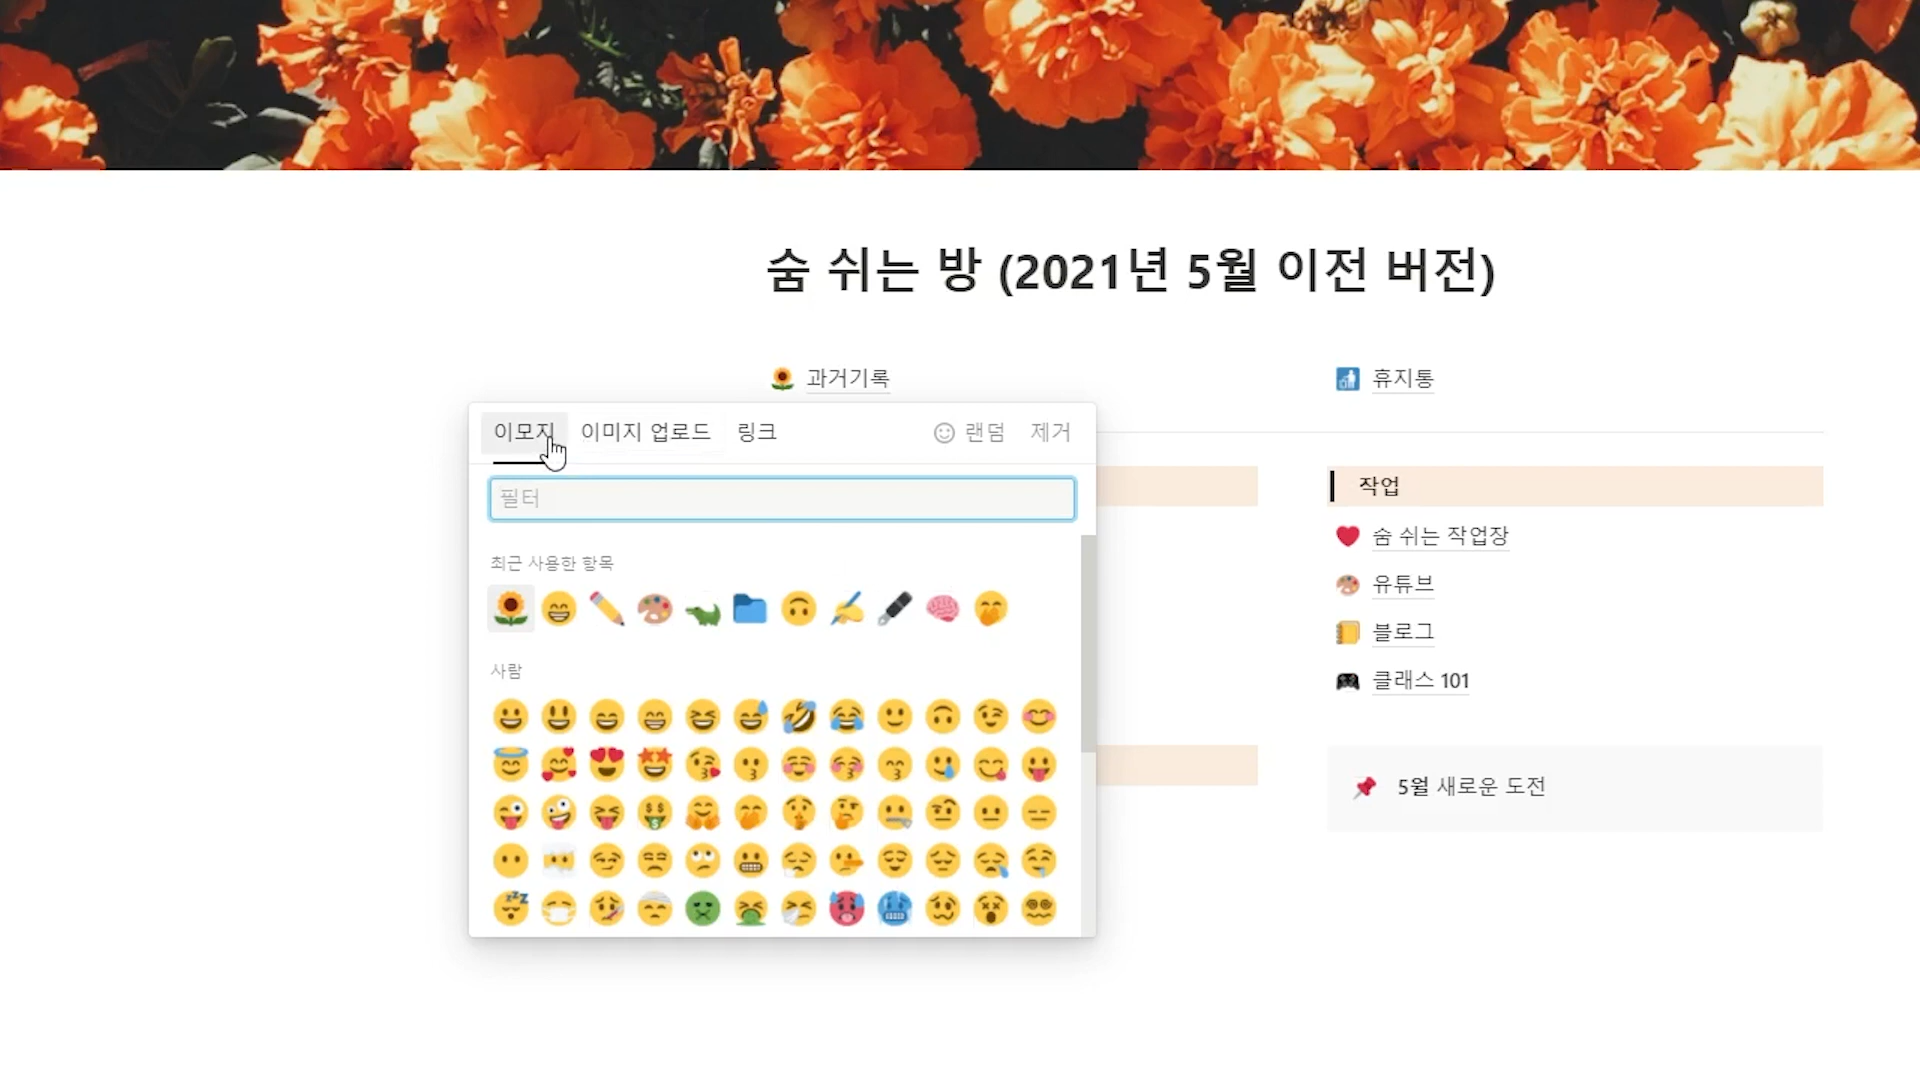 숨 쉬는 방 (2021년 5월 이전 버전)
과거기록
휴지통
이모지 이미지 업로드 링크 랜덤 제거
필터
최근 사용한 항목
사람
작업
숨 쉬는 작업장
유튜브
블로그
클래스 101
5월 새로운 도전